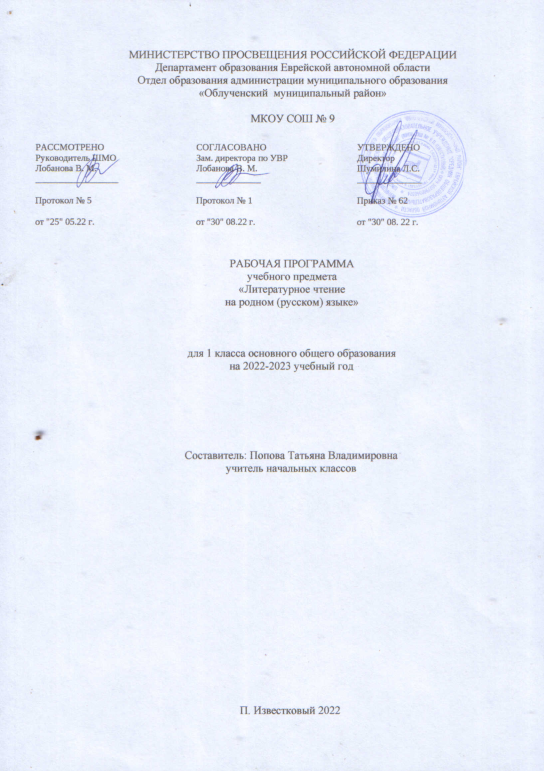 МИНИСТЕРСТВО ПРОСВЕЩЕНИЯ РОССИЙСКОЙ ФЕДЕРАЦИИ
Департамент образования Еврейской автономной области
Отдел образования администрации муниципального образования
«Облученский муниципальный район»
МКОУ СОШ № 9
РАССМОТРЕНО
Руководитель ШМО
Лобанова В. М.
Протокол № 5
от "25" 05.22 г.
СОГЛАСОВАНО
Зам. директора по УВР
Лобанова В. М.
Протокол № 1
от "30" 08.22 г.
УТВЕРЖДЕНО
Директор
Шумилина Л.С.
Приказ № 62
от "30" 08. 22 г.
РАБОЧАЯ ПРОГРАММА
учебного предмета
«Литературное чтение
на родном (русском) языке»
для 1 класса основного общего образования
на 2022-2023 учебный год
Составитель: Попова Татьяна Владимировна
учитель начальных классов
П. Известковый 2022